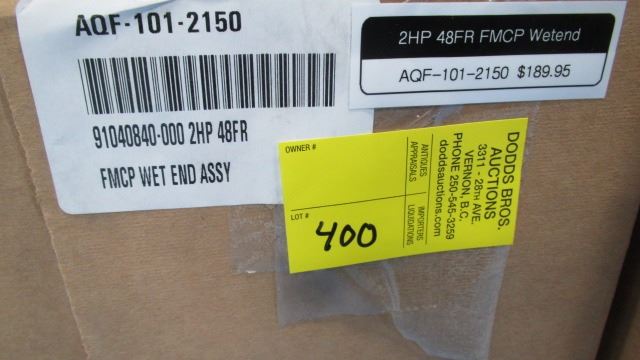 AQF-101-2150
91040840-000 2HP 48FR
FMCP WET END ASSY
2HP 48FR FMCP Wetend
AQF-101-2150 $189.95
OWNER #
LOT #
400
ANTIQUES
APPRAISALS
IMPORTERS
LIQUIDATIONS
DODDS BROS.
AUCTIONS
3311 - 28TH AVE.
VERNON, B.C.
PHONE 250-545-3259
doddsauctions.com